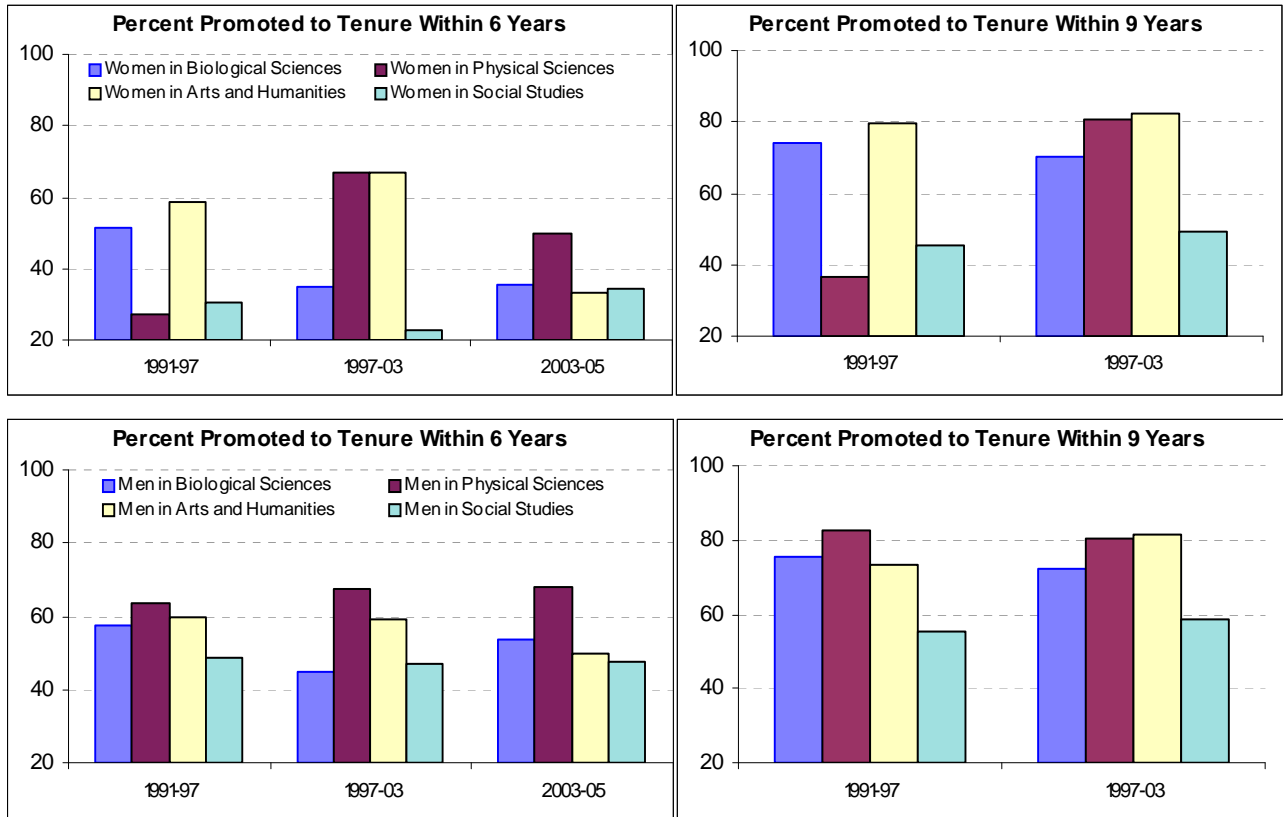 Percent Promoted to Tenure Within 6 Years
100
80
60
40
20
Women in Biological Sciences
Women in Physical Sciences
Women in Arts and Humanities
Women in Social Studies
1991-97
1997-03
2003-05
Percent Promoted to Tenure Within 9 Years
100
80
60
40
20
1991-97
1997-03
Percent Promoted to Tenure Within 6 Years
100
80
60
40
20
Men in Biological Sciences
Men in Physical Sciences
Men in Arts and Humanities
Men in Social Studies
1991-97
1997-03
2003-05
Percent Promoted to Tenure Within 9 Years
100
80
60
40
20
1991-97
1997-03